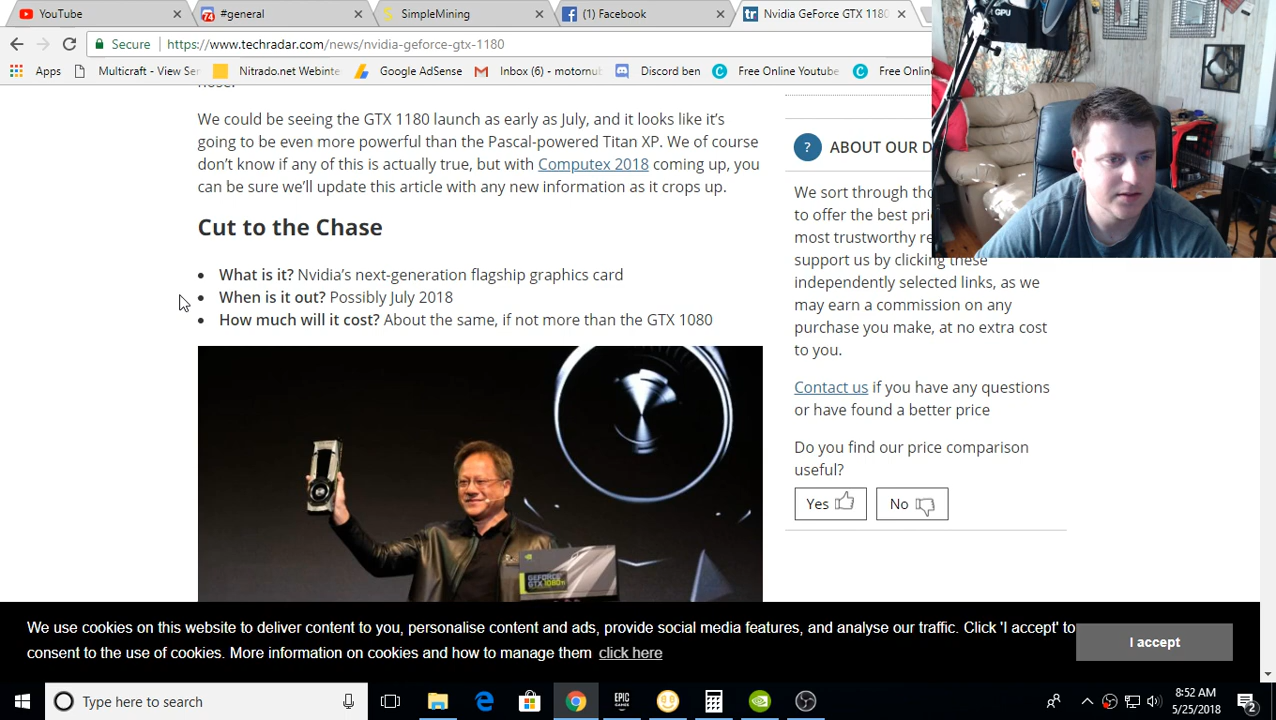 YouTube
#general
SimpleMining
(1) Facebook
Nvidia GeForce GTX 1180
Secure
https://www.techradar.com/news/nvidia-geforce-gtx-1180
Apps
Multicraft - View Ser
Nitrado.net Webinte
Google AdSense
Inbox (6) - motomul
Discord ben
Free Online Youtube
Free Onlin
GPU
We could be seeing the GTX 1180 launch as early as July, and it looks like it's
going to be even more powerful than the Pascal-powered Titan XP. We of course
don't know if any of this is actually true, but with Computex 2018 coming up, you
can be sure we'll update this article with any new information as it crops up.
Cut to the Chase
• What is it? Nvidia's next-generation flagship graphics card
• When is it out? Possibly July 2018
• How much will it cost? About the same, if not more than the GTX 1080
GEFORCE
GTX 1080 Ti
? ABOUT OUR D
We sort through tho
to offer the best pri
most trustworthy re
support us by clicking these
independently selected links, as we
may earn a commission on any
purchase you make, at no extra cost
to you.
Contact us if you have any questions
or have found a better price
Do you find our price comparison
useful?
Yes
No
We use cookies on this website to deliver content to you, personalise content and ads, provide social media features, and analyse our traffic. Click 'I accept' to
consent to the use of cookies. More information on cookies and how to manage them click here
I accept
Type here to search
EPIC
GAMES
8:52 AM
5/25/2018
2